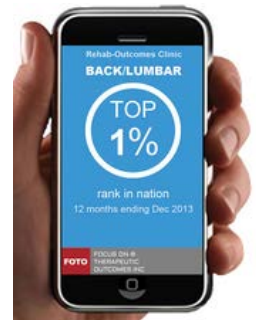 Rehab-Outcomes Clinic
BACK/LUMBAR
TOP
1%
rank in nation
12 months ending Dec 2013
FOTO
FOCUS ON ®
THERAPEUTIC
OUTCOMES INC